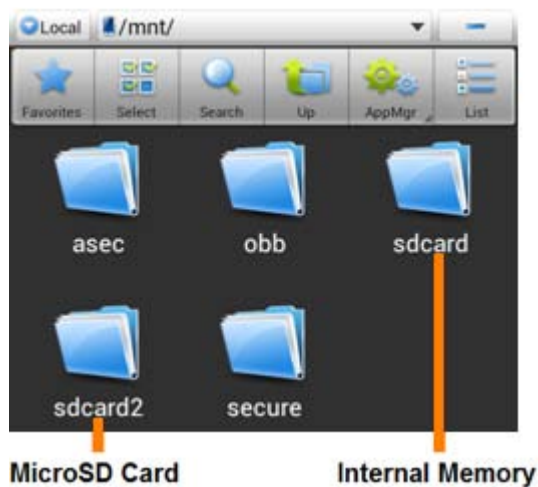 Local /mnt/
Favorites Select Search Up AppMgr List
asec obb sdcard
sdcard2 secure
MicroSD Card Internal Memory